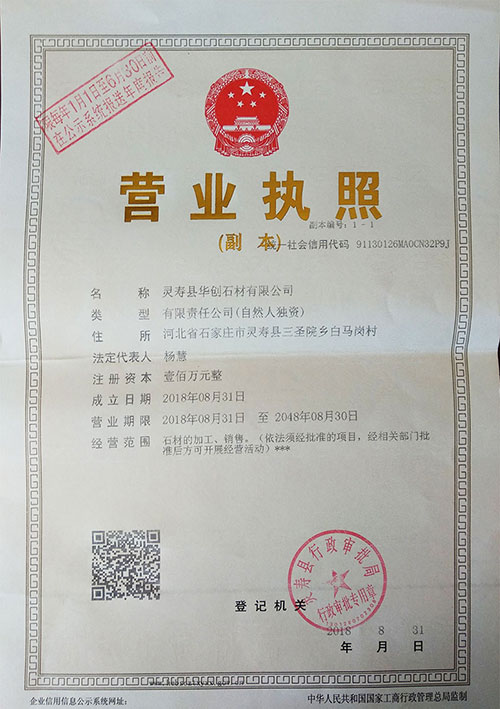 须每年1月1日至6月30日前
在公示系统报送年度报告
营业执照
(副 本)
副本编号：1 - 1
统一社会信用代码 91130126MA0CN32P9J
名 称 灵寿县华创石材有限公司
类 型 有限责任公司(自然人独资)
住 所 河北省石家庄市灵寿县三圣院乡白马岗村
法定代表人 杨慧
注册资本 壹佰万元整
成立日期 2018年08月31日
营业期限 2018年08月31日 至 2048年08月30日
经营范围 石材的加工、销售。（依法须经批准的项目，经相关部门批
准后方可开展经营活动）***
灵寿县行政审批局
行政审批专用章
登记机关
2018 8 31
年 月 日
企业信用信息公示系统网址：
中华人民共和国国家工商行政管理总局监制